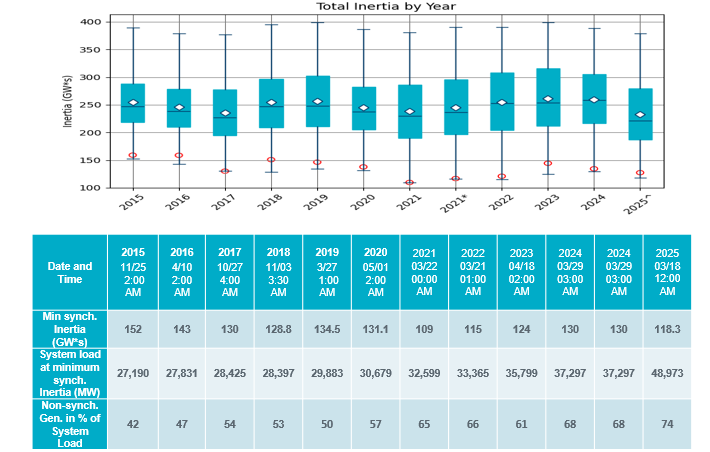 Total Inertia by Year
Inertia (GW*s)
400
350
300
250
200
150
100
2015
2016
2017
2018
2019
2020
2021
2021*
2022
2023
2024
2025^
Date and Time
2015 11/25 2:00 AM
2016 4/10 2:00 AM
2017 10/27 4:00 AM
2018 11/03 3:30 AM
2019 3/27 1:00 AM
2020 05/01 2:00 AM
2021 03/22 00:00 AM
2022 03/21 01:00 AM
2023 04/18 02:00 AM
2024 03/29 03:00 AM
2024 03/29 03:00 AM
2025 03/18 12:00 AM
Min synch. Inertia (GW*s)
152 143 130 128.8 134.5 131.1 109 115 124 130 130 118.3
System load at minimum synch. Inertia (MW)
27,190 27,831 28,425 28,397 29,883 30,679 32,599 33,365 35,799 37,297 37,297 48,973
Non-synch. Gen. in % of System Load
42 47 54 53 50 57 65 66 61 68 68 74